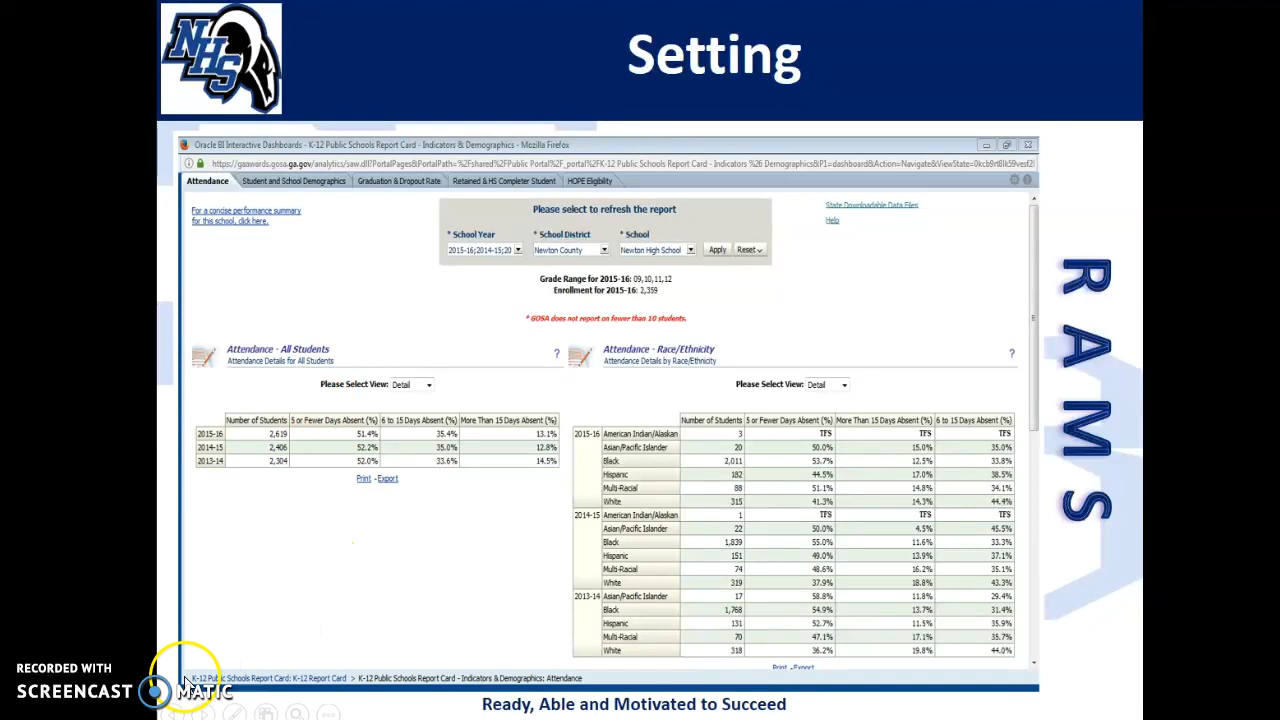 NHS
Setting
Oracle BI Interactive Dashboards - K-12 Public Schools Report Card - Indicators & Demographics - Mozilla Firefox
Attendance Student and School Demographics Graduation & Dropout Rate Retained & HS Completer Student HOPE Eligibility
For a concise performance summary
for this school, click here.
Please select to refresh the report
* School Year * School District * School
2015-16;2014-15;20 Newton County Newton High School Apply Reset
State Downloadable Data Files
Help
Grade Range for 2015-16: 09,10,11,12
Enrollment for 2015-16: 2,359
* GOSA does not report on fewer than 10 students.
Attendance - All Students
Attendance Details for All Students
?
Please Select View: Detail
Number of Students 5 or Fewer Days Absent (%) 6 to 15 Days Absent (%) More Than 15 Days Absent (%)
2015-16 2,619 51.4% 35.4% 13.1%
2014-15 2,406 52.2% 35.0% 12.8%
2013-14 2,304 52.0% 33.6% 14.5%
Print - Export
Attendance - Race/Ethnicity
Attendance Details by Race/Ethnicity
?
Please Select View: Detail
Number of Students 5 or Fewer Days Absent (%) More Than 15 Days Absent (%) 6 to 15 Days Absent (%)
2015-16 American Indian/Alaskan 3 TFS TFS TFS
Asian/Pacific Islander 20 50.0% 15.0% 35.0%
Black 2,011 53.7% 12.5% 33.8%
Hispanic 182 44.5% 17.0% 38.5%
Multi-Racial 88 51.1% 14.8% 34.1%
White 315 41.3% 14.3% 44.4%
2014-15 American Indian/Alaskan 1 TFS TFS TFS
Asian/Pacific Islander 22 50.0% 4.5% 45.5%
Black 1,839 55.0% 11.6% 33.3%
Hispanic 151 49.0% 13.9% 37.1%
Multi-Racial 74 48.6% 16.2% 35.1%
White 319 37.9% 18.8% 43.3%
2013-14 Asian/Pacific Islander 17 58.8% 11.8% 29.4%
Black 1,768 54.9% 13.7% 31.4%
Hispanic 131 52.7% 11.5% 35.9%
Multi-Racial 70 47.1% 17.1% 35.7%
White 318 36.2% 19.8% 44.0%
Print - Export
K-12 Public Schools Report Card: K-12 Report Card > K-12 Public Schools Report Card - Indicators & Demographics: Attendance
RAMS
Ready, Able and Motivated to Succeed
RECORDED WITH
SCREENCAST MATIC